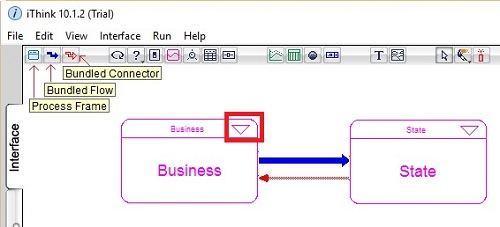 iThink 10.1.2 (Trial)
File Edit View Interface Run Help
Bundled Connector
Bundled Flow
Process Frame
Interface
Business State
Business State